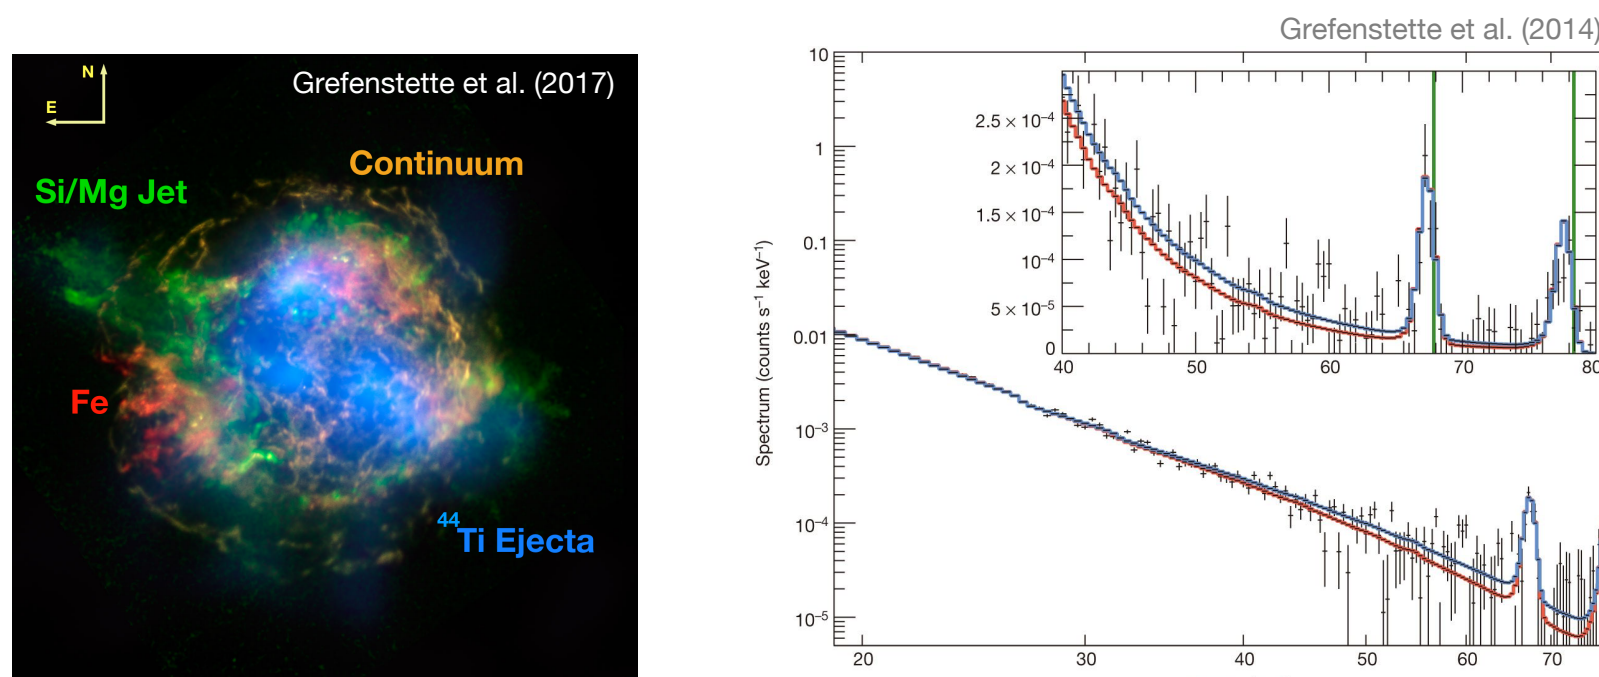 Grefenstette et al. (2014)
N
E
Grefenstette et al. (2017)
Continuum
Si/Mg Jet
Fe
44Ti Ejecta
Spectrum (counts s⁻¹ keV⁻¹)
10
1
0.1
0.01
10⁻³
10⁻⁴
10⁻⁵
20 30 40 50 60 70
2.5 × 10⁻⁴
2 × 10⁻⁴
1.5 × 10⁻⁴
10⁻⁴
5 × 10⁻⁵
0
40 50 60 70 80